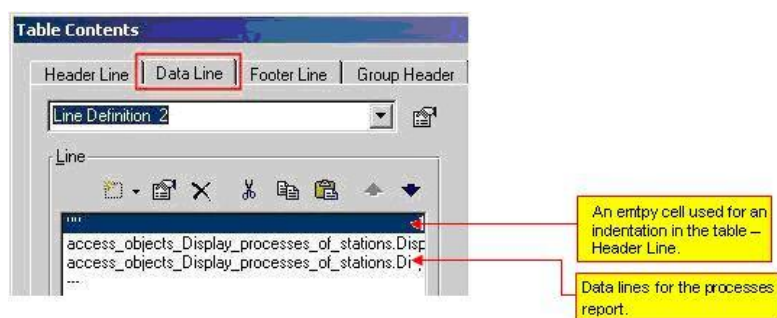 Table Contents
Header Line
Data Line
Footer Line
Group Header
Line Definition 2
Line
""
access_objects_Display_processes_of_stations.Disp
access_objects_Display_processes_of_stations.Di
An emtpy cell used for an
indentation in the table –
Header Line.
Data lines for the processes
report.